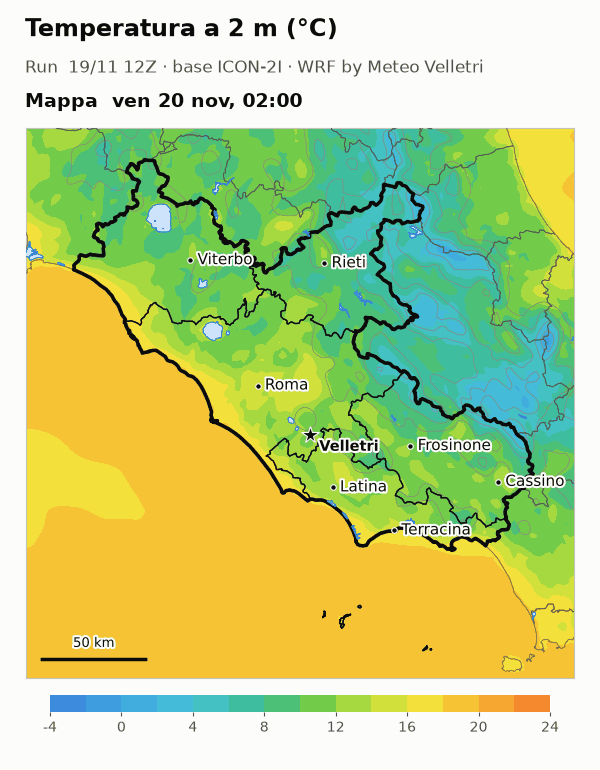 Temperatura a 2 m (°C)
Run  19/11 12Z · base ICON-2I · WRF by Meteo Velletri
Mappa  ven 20 nov, 02:00
Viterbo
Rieti
Roma
Velletri
Frosinone
Latina
Cassino
Terracina
50 km
-4 0 4 8 12 16 20 24